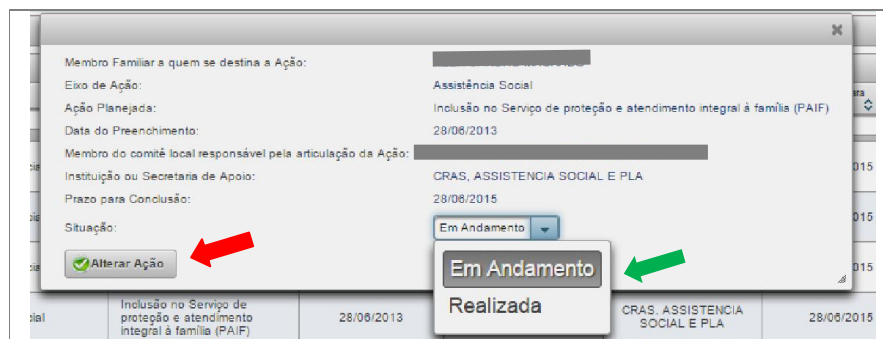 Membro Familiar a quem se destina a Ação:
Eixo de Ação: Assistência Social
Ação Planejada: Inclusão no Serviço de proteção e atendimento integral à família (PAIF)
Data do Preenchimento: 28/06/2013
Membro do comitê local responsável pela articulação da Ação:
Instituição ou Secretaria de Apoio: CRAS, ASSISTENCIA SOCIAL E PLA
Prazo para Conclusão: 28/06/2015
Situação: Em Andamento
Alterar Ação
Em Andamento
Realizada
015
015
015
Inclusão no Serviço de
proteção e atendimento
integral à família (PAIF)
28/06/2013
CRAS, ASSISTENCIA
SOCIAL E PLA
28/06/2015